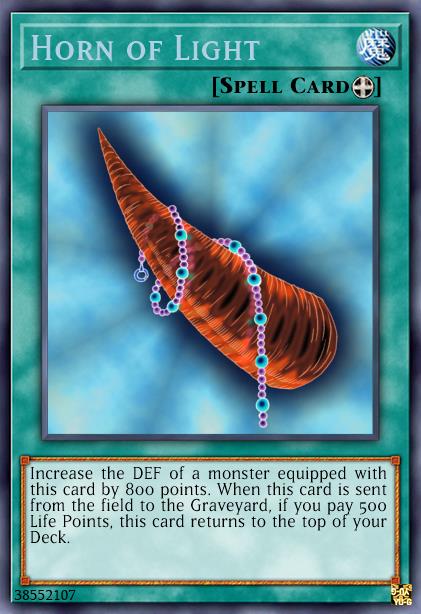 Horn of Light
魔
[Spell Card]
Increase the DEF of a monster equipped with
this card by 800 points. When this card is sent
from the field to the Graveyard, if you pay 500
Life Points, this card returns to the top of your
Deck.
38552107